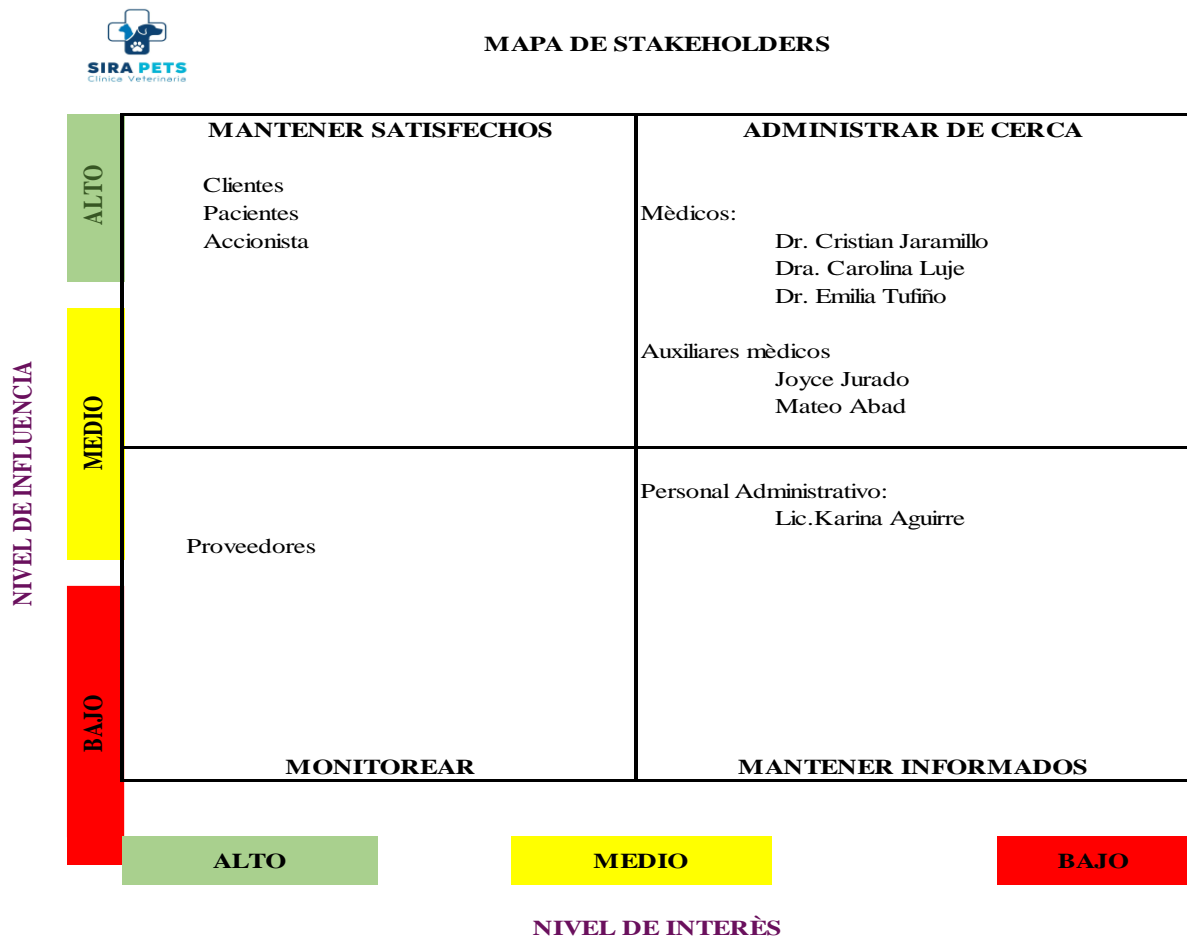 SIRA PETS
Clínica Veterinaria
MAPA DE STAKEHOLDERS
NIVEL DE INFLUENCIA
ALTO
MEDIO
BAJO
MANTENER SATISFECHOS
Clientes
Pacientes
Accionista
ADMINISTRAR DE CERCA
Mèdicos:
Dr. Cristian Jaramillo
Dra. Carolina Luje
Dr. Emilia Tufiño
Auxiliares mèdicos
Joyce Jurado
Mateo Abad
Proveedores
MONITOREAR
Personal Administrativo:
Lic.Karina Aguirre
MANTENER INFORMADOS
ALTO
MEDIO
BAJO
NIVEL DE INTERÈS